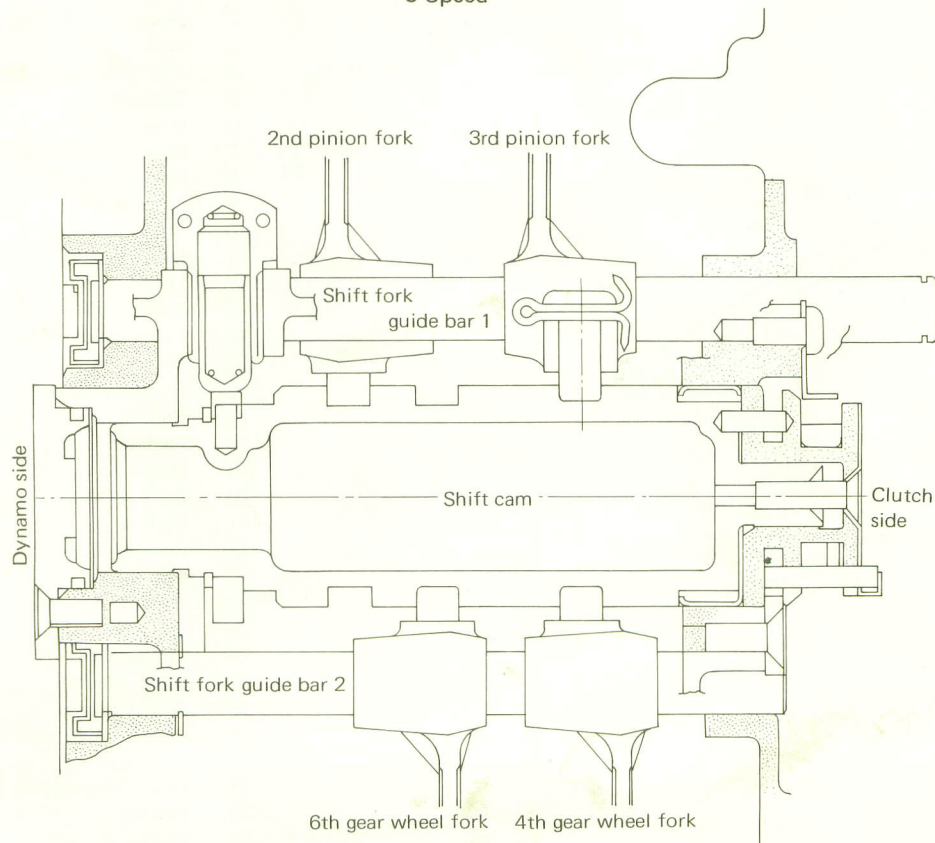 2nd pinion fork
3rd pinion fork
Shift fork
guide bar 1
Dynamo side
Shift cam
Clutch
side
Shift fork guide bar 2
6th gear wheel fork
4th gear wheel fork